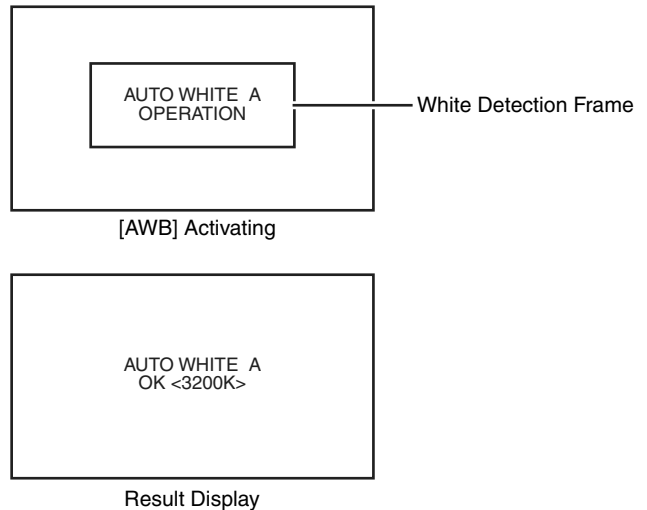 AUTO WHITE  A
OPERATION
White Detection Frame
[AWB] Activating
AUTO WHITE  A
OK <3200K>
Result Display